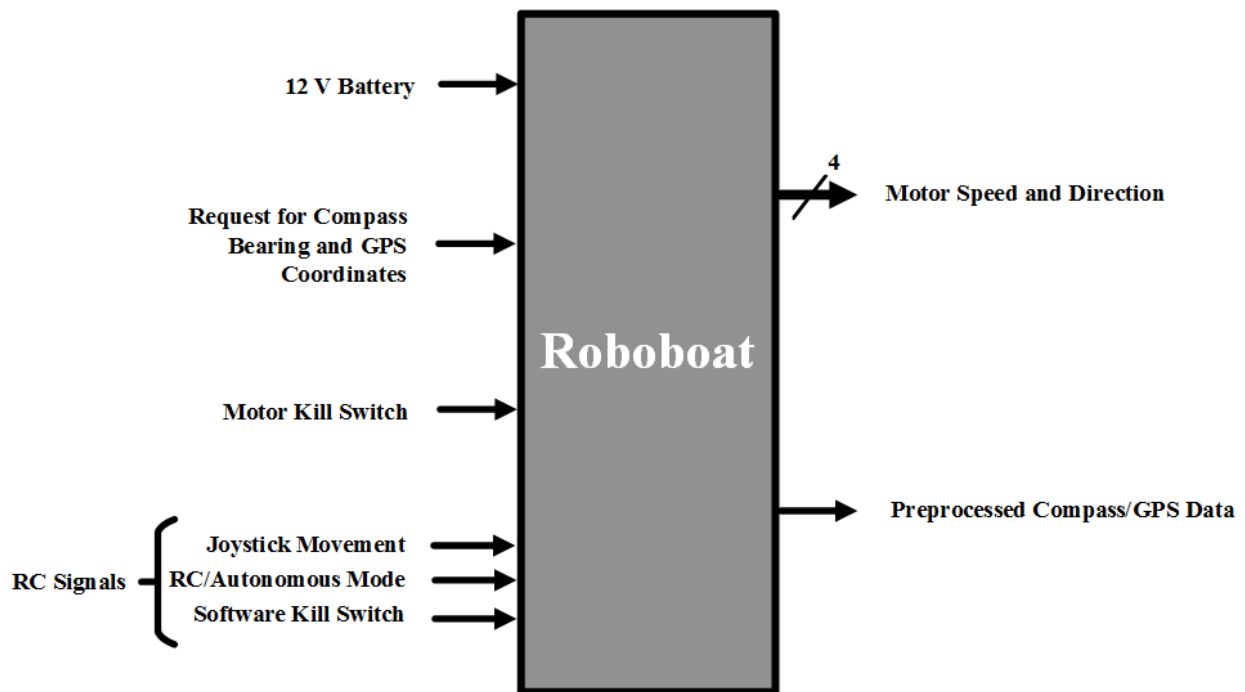 12 V Battery
Request for Compass
Bearing and GPS
Coordinates
Motor Kill Switch
RC Signals
Joystick Movement
RC/Autonomous Mode
Software Kill Switch
Roboboat
4
Motor Speed and Direction
Preprocessed Compass/GPS Data